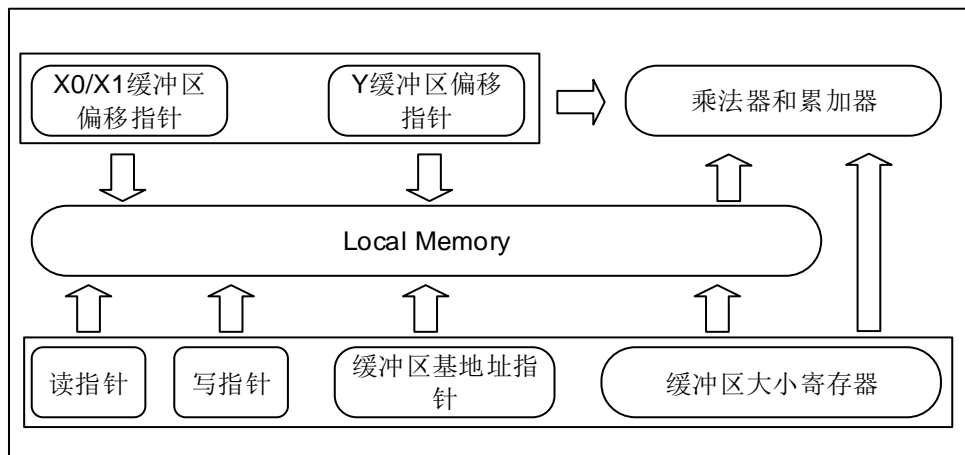 X0/X1缓冲区
偏移指针
Y缓冲区偏移
指针
乘法器和累加器
Local Memory
读指针
写指针
缓冲区基地址指
针
缓冲区大小寄存器